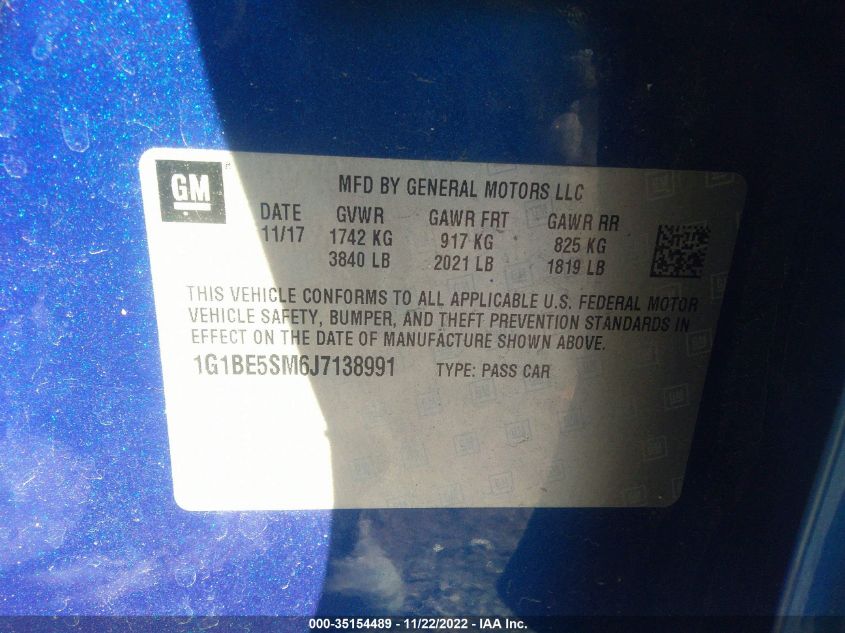 GM
MFD BY GENERAL MOTORS LLC
DATE GVWR GAWR FRT GAWR RR
11/17 1742 KG 917 KG 825 KG
3840 LB 2021 LB 1819 LB
THIS VEHICLE CONFORMS TO ALL APPLICABLE U.S. FEDERAL MOTOR
VEHICLE SAFETY, BUMPER, AND THEFT PREVENTION STANDARDS IN
EFFECT ON THE DATE OF MANUFACTURE SHOWN ABOVE.
1G1BE5SM6J7138991 TYPE: PASS CAR
000-35154489 - 11/22/2022 - IAA Inc.